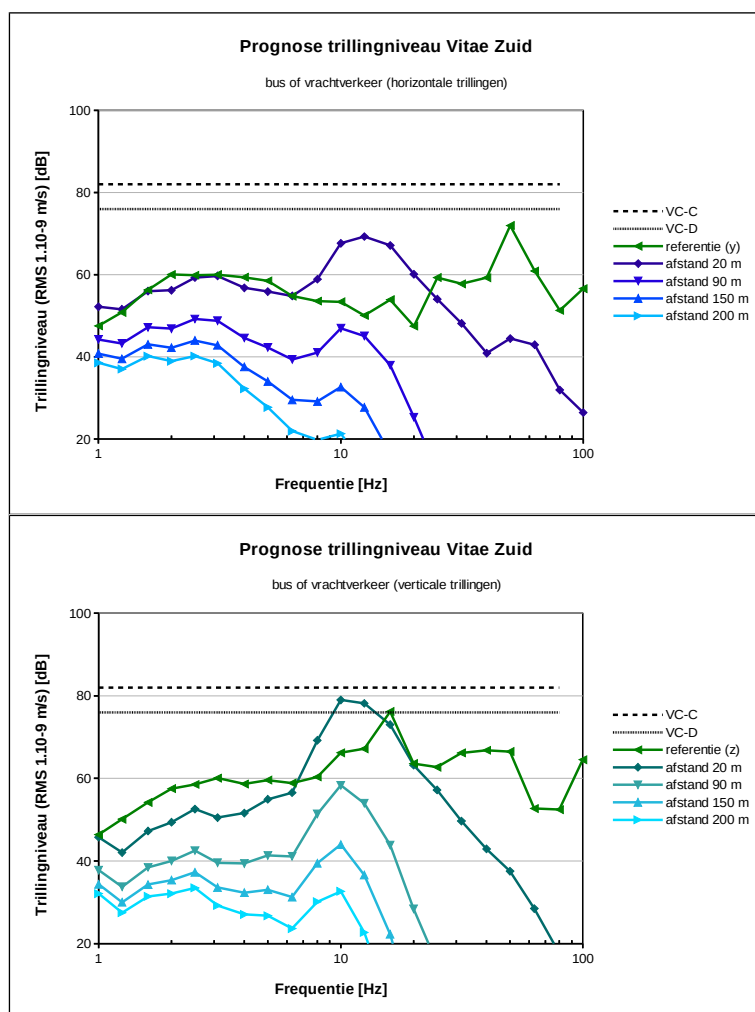 Prognose trillingniveau Vitae Zuid
bus of vrachtverkeer (horizontale trillingen)
Trillingniveau (RMS 1.10-9 m/s) [dB]
100
80
60
40
20
1
10
100
Frequentie [Hz]
VC-C
VC-D
referentie (y)
afstand 20 m
afstand 90 m
afstand 150 m
afstand 200 m
Prognose trillingniveau Vitae Zuid
bus of vrachtverkeer (verticale trillingen)
Trillingniveau (RMS 1.10-9 m/s) [dB]
100
80
60
40
20
1
10
100
Frequentie [Hz]
VC-C
VC-D
referentie (z)
afstand 20 m
afstand 90 m
afstand 150 m
afstand 200 m